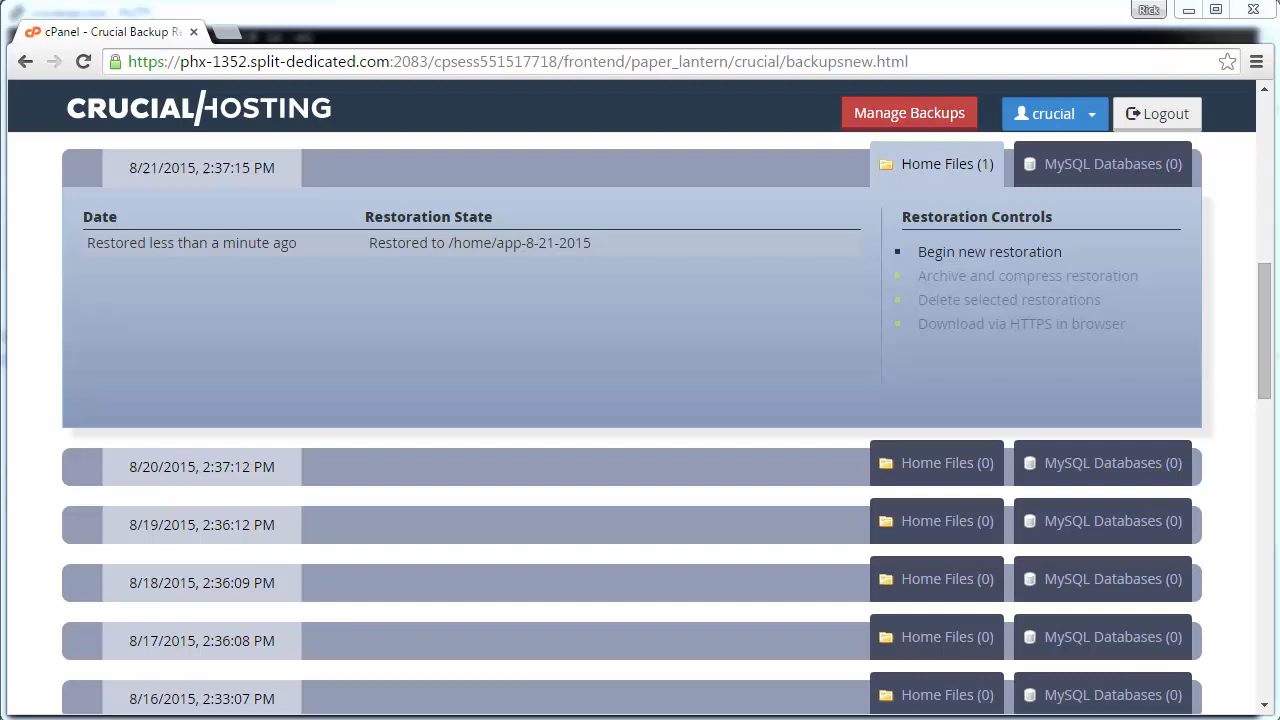 Rick
cPanel - Crucial Backup Re
https://phx-1352.split-dedicated.com:2083/cpsess551517710/frontend/paper_lantern/crucial/backupsnew.html
CRUCIAL/HOSTING
Manage Backups
crucial
Logout
8/21/2015, 2:37:15 PM
Home Files (1)
MySQL Databases (0)
Date
Restoration State
Restoration Controls
Restored less than a minute ago
Restored to /home/app-8-21-2015
Begin new restoration
Archive and compress restoration
Delete selected restorations
Download via HTTPS in browser
8/20/2015, 2:37:12 PM
Home Files (0)
MySQL Databases (0)
8/19/2015, 2:36:12 PM
Home Files (0)
MySQL Databases (0)
8/18/2015, 2:36:09 PM
Home Files (0)
MySQL Databases (0)
8/17/2015, 2:36:08 PM
Home Files (0)
MySQL Databases (0)
8/16/2015, 2:33:07 PM
Home Files (0)
MySQL Databases (0)